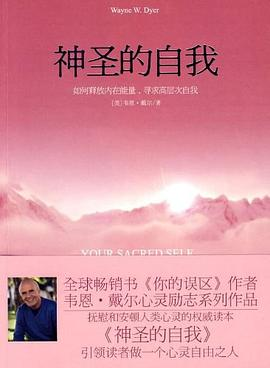 Wayne W. Dyer
神圣的自我
如何释放内在能量，寻求高层次自我
[美]韦恩·戴尔/著
YOUR SACRED SELF
全球畅销书《你的误区》作者
韦恩·戴尔心灵励志系列作品
抚慰和安顿人类心灵的权威读本
《神圣的自我》
引领读者做一个心灵自由之人